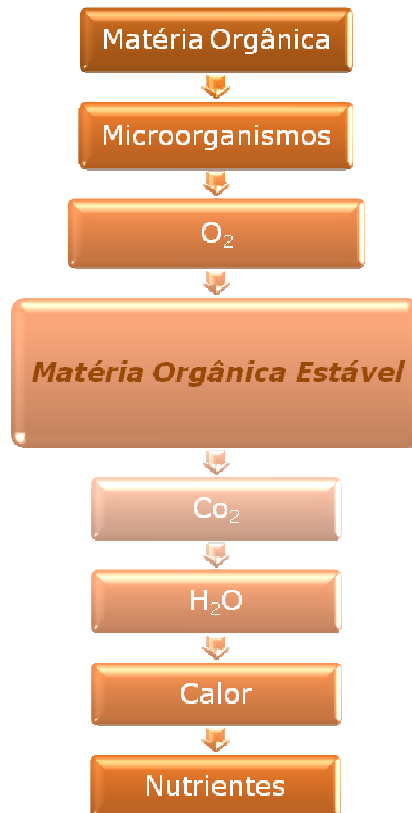 Matéria Orgânica
Microorganismos
O₂
Matéria Orgânica Estável
Co₂
H₂O
Calor
Nutrientes